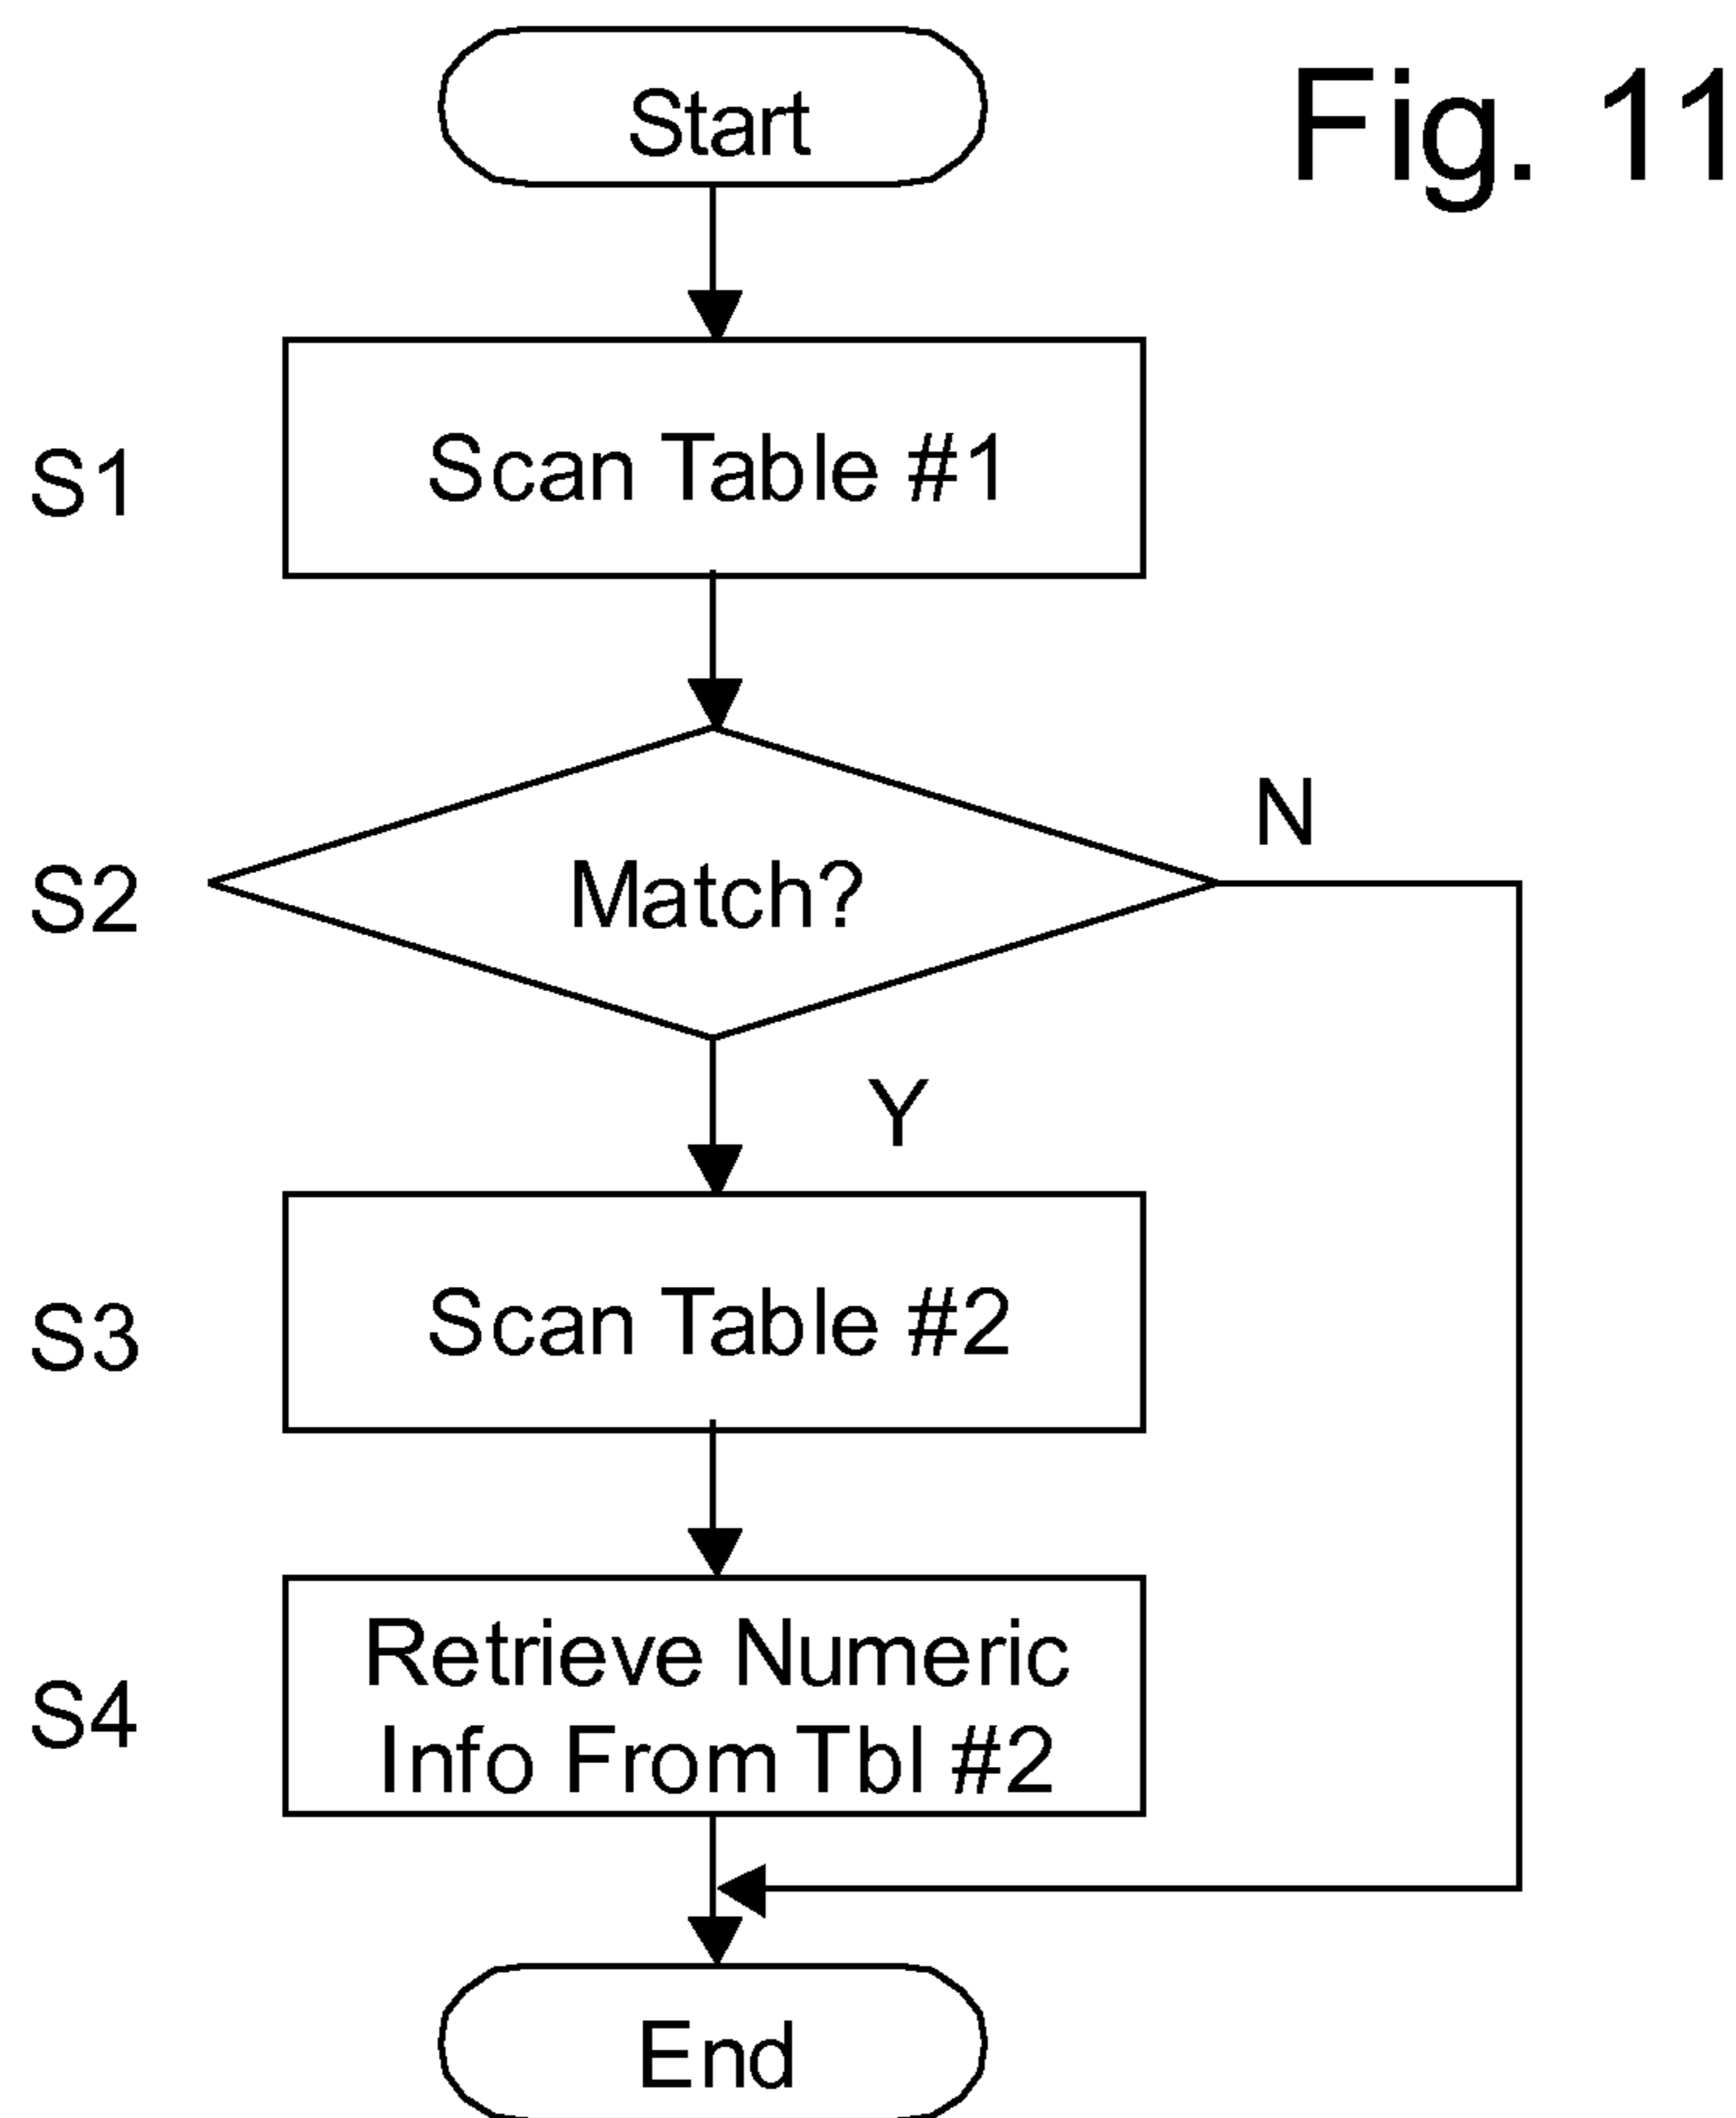 Start
Fig. 11
S1
Scan Table #1
N
S2
Match?
Y
S3
Scan Table #2
S4
Retrieve Numeric
Info From Tbl #2
End